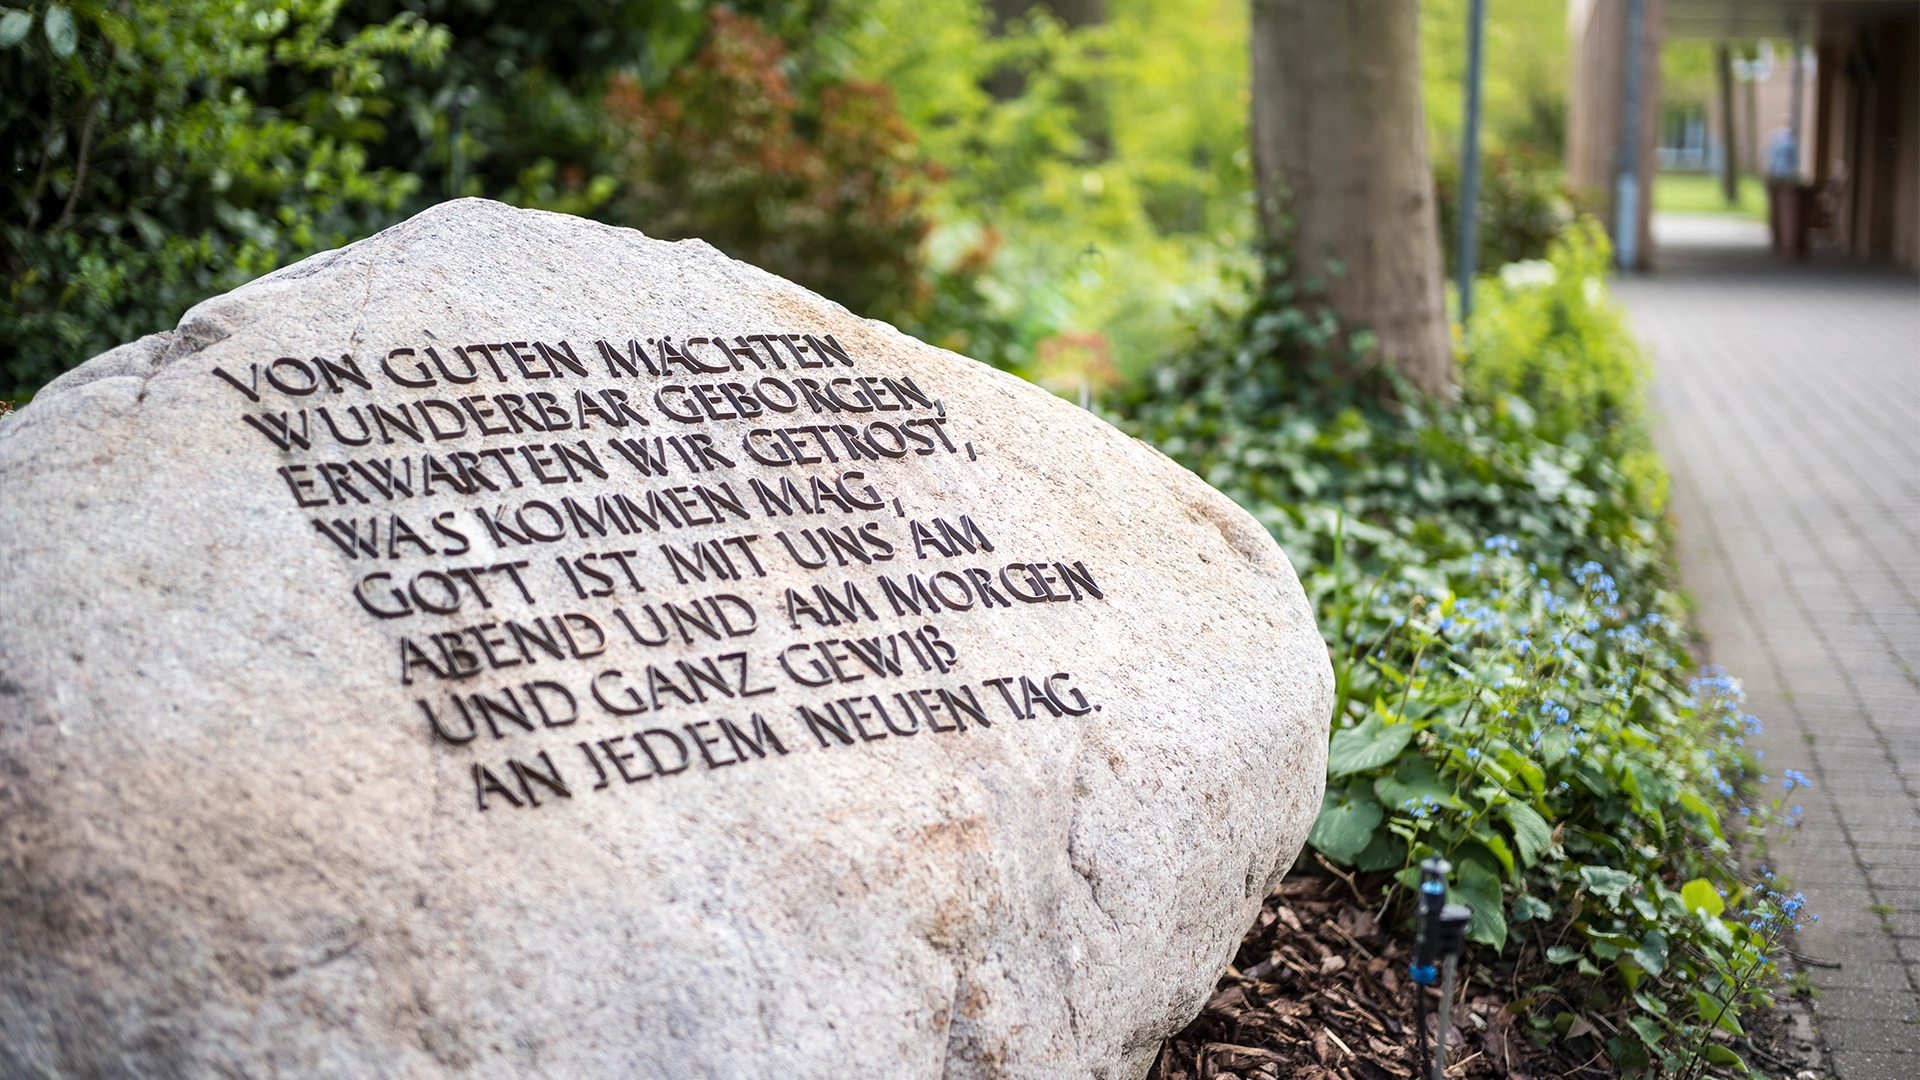 VON GUTEN MÄCHTEN
WUNDERBAR GEBORGEN,
ERWARTEN WIR GETROST,
WAS KOMMEN MAG,
GOTT IST MIT UNS AM
ABEND UND AM MORGEN
UND GANZ GEWIß
AN JEDEM NEUEN TAG.